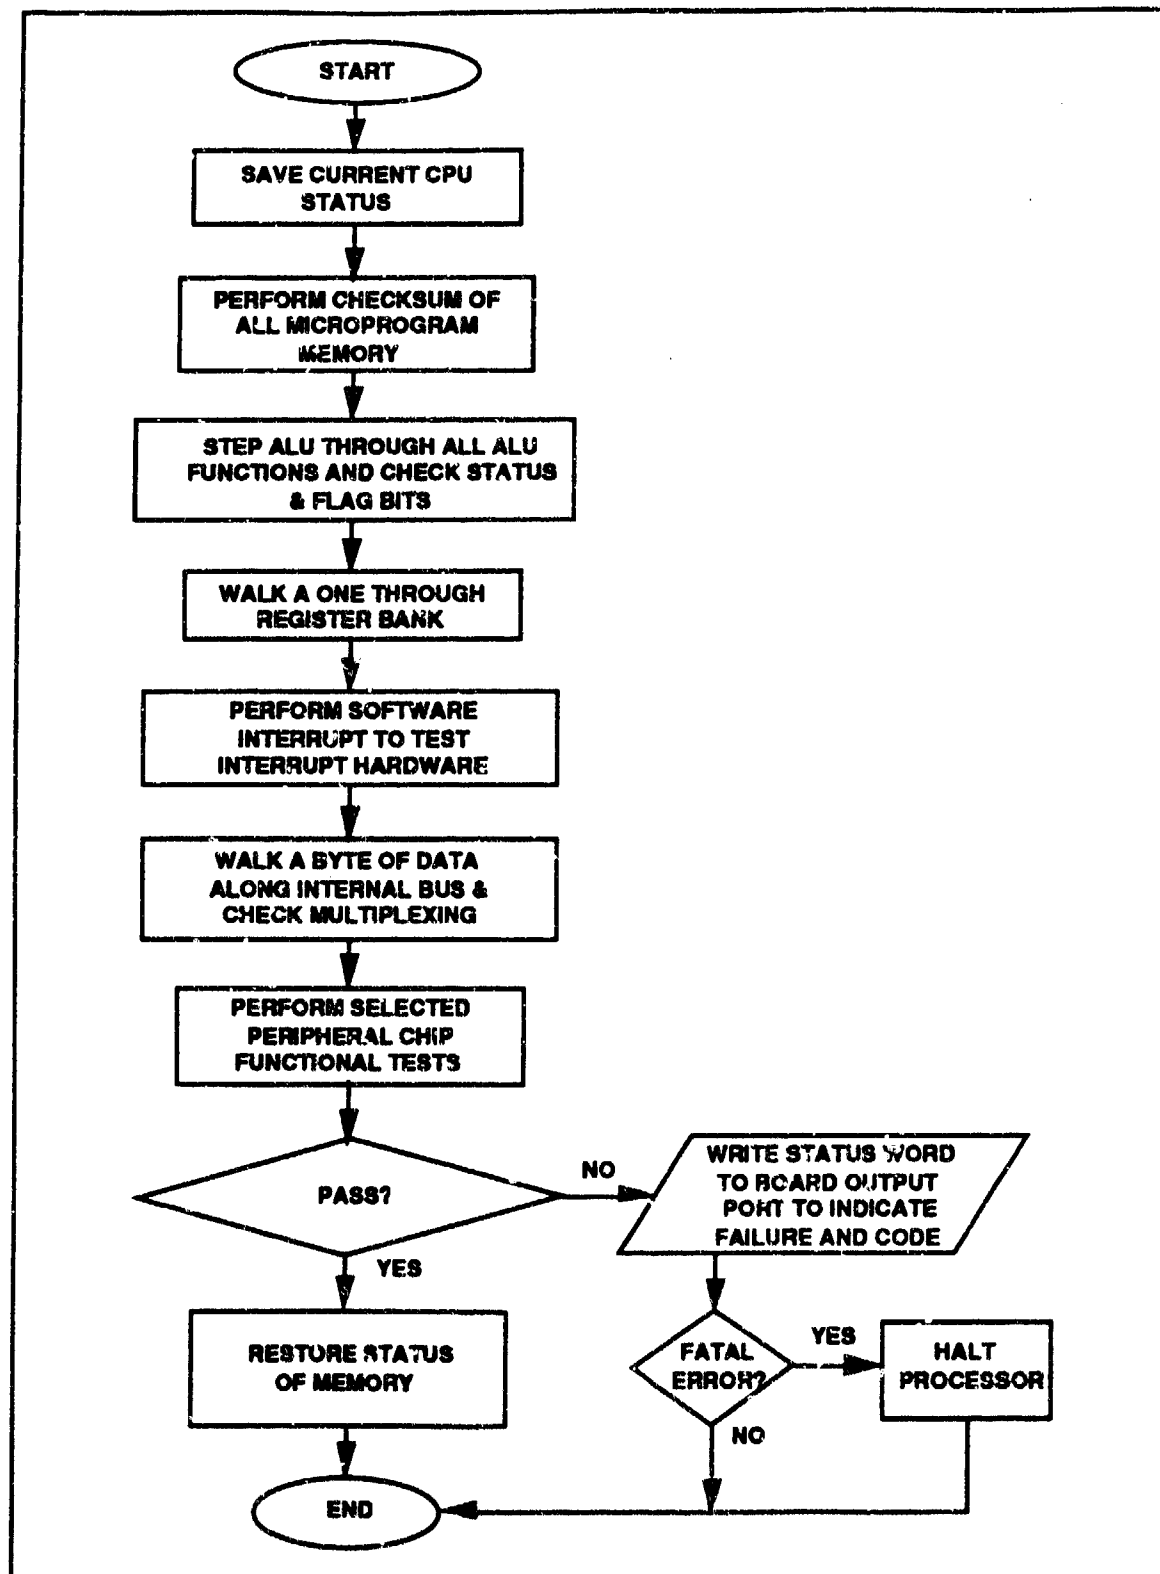 START
SAVE CURRENT CPU
STATUS
PERFORM CHECKSUM OF
ALL MICROPROGRAM
MEMORY
STEP ALU THROUGH ALL ALU
FUNCTIONS AND CHECK STATUS
& FLAG BITS
WALK A ONE THROUGH
REGISTER BANK
PERFORM SOFTWARE
INTERRUPT TO TEST
INTERRUPT HARDWARE
WALK A BYTE OF DATA
ALONG INTERNAL BUS &
CHECK MULTIPLEXING
PERFORM SELECTED
PERIPHERAL CHIP
FUNCTIONAL TESTS
PASS?
NO
WRITE STATUS WORD
TO BOARD OUTPUT
PORT TO INDICATE
FAILURE AND CODE
YES
RESTORE STATUS
OF MEMORY
FATAL
ERROR?
YES
HALT
PROCESSOR
NO
END